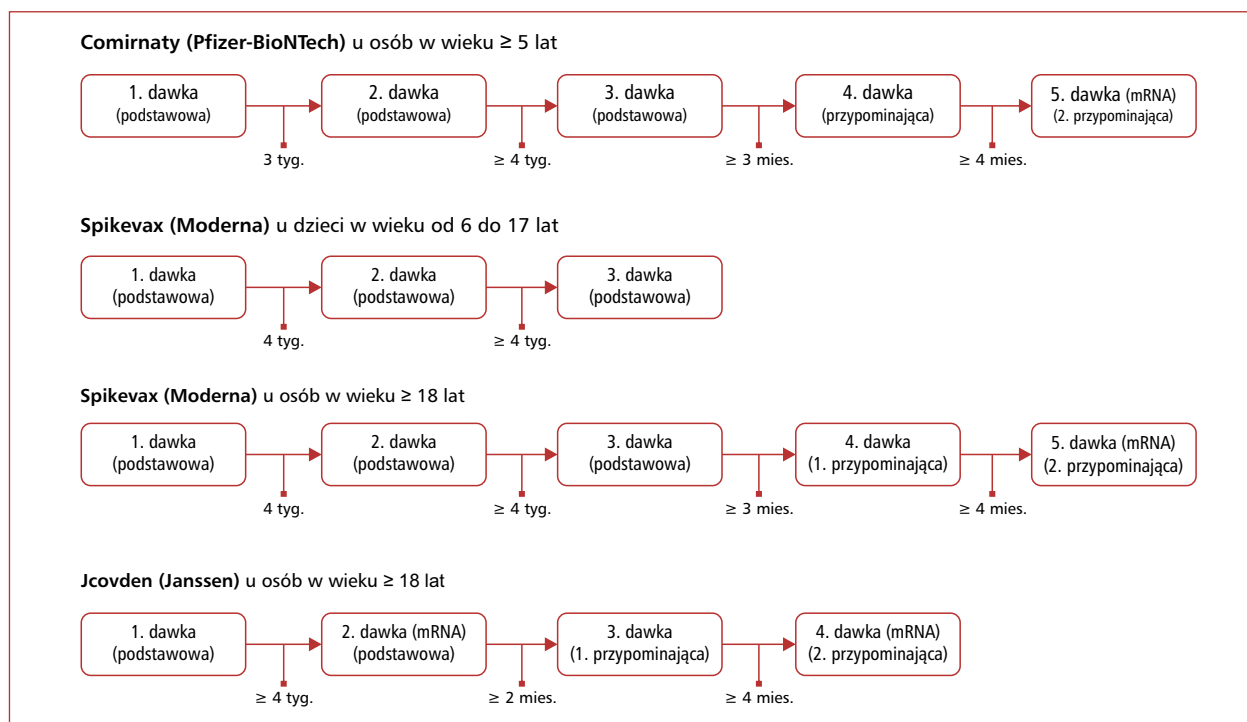 Comirnaty (Pfizer-BioNTech) u osób w wieku ≥ 5 lat
1. dawka
(podstawowa)
2. dawka
(podstawowa)
3. dawka
(podstawowa)
4. dawka
(przypominająca)
5. dawka (mRNA)
(2. przypominająca)
3 tyg.
≥ 4 tyg.
≥ 3 mies.
≥ 4 mies.
Spikevax (Moderna) u dzieci w wieku od 6 do 17 lat
1. dawka
(podstawowa)
2. dawka
(podstawowa)
3. dawka
(podstawowa)
4 tyg.
≥ 4 tyg.
Spikevax (Moderna) u osób w wieku ≥ 18 lat
1. dawka
(podstawowa)
2. dawka
(podstawowa)
3. dawka
(podstawowa)
4. dawka
(1. przypominająca)
5. dawka (mRNA)
(2. przypominająca)
4 tyg.
≥ 4 tyg.
≥ 3 mies.
≥ 4 mies.
Jcovden (Janssen) u osób w wieku ≥ 18 lat
1. dawka
(podstawowa)
2. dawka (mRNA)
(podstawowa)
3. dawka
(1. przypominająca)
4. dawka (mRNA)
(2. przypominająca)
≥ 4 tyg.
≥ 2 mies.
≥ 4 mies.